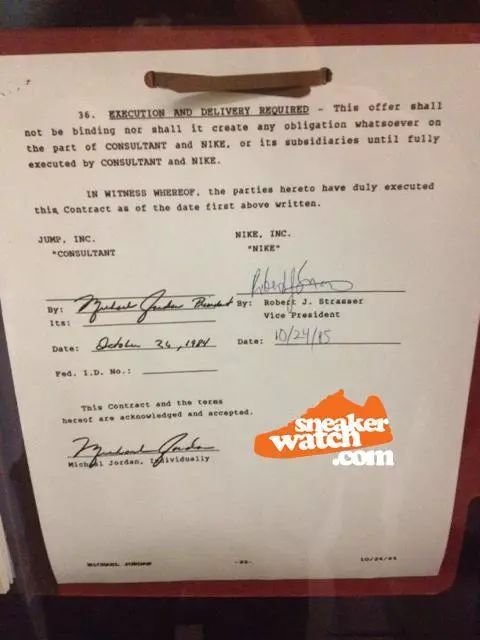 36. EXECUTION AND DELIVERY REQUIRED - This offer shall
not be binding nor shall it create any obligation whatsoever on
the part of CONSULTANT and NIKE, or its subsidiaries until fully
executed by CONSULTANT and NIKE.
IN WITNESS WHEREOF, the parties hereto have duly executed
this Contract as of the date first above written.
JUMP, INC.
"CONSULTANT
NIKE, INC.
"NIKE"
By: Michael Jordan President
Its:
By: Robert J. Strasser
Vice President
Date: October 26, 1984
Date: 10/24/85
Fed. I.D. No.:
This Contract and the terms
hereof are acknowledged and accepted.
Michael Jordan
Michael Jordan, Individually
sneaker
watch
.com
MICHAEL JORDAN
-22-